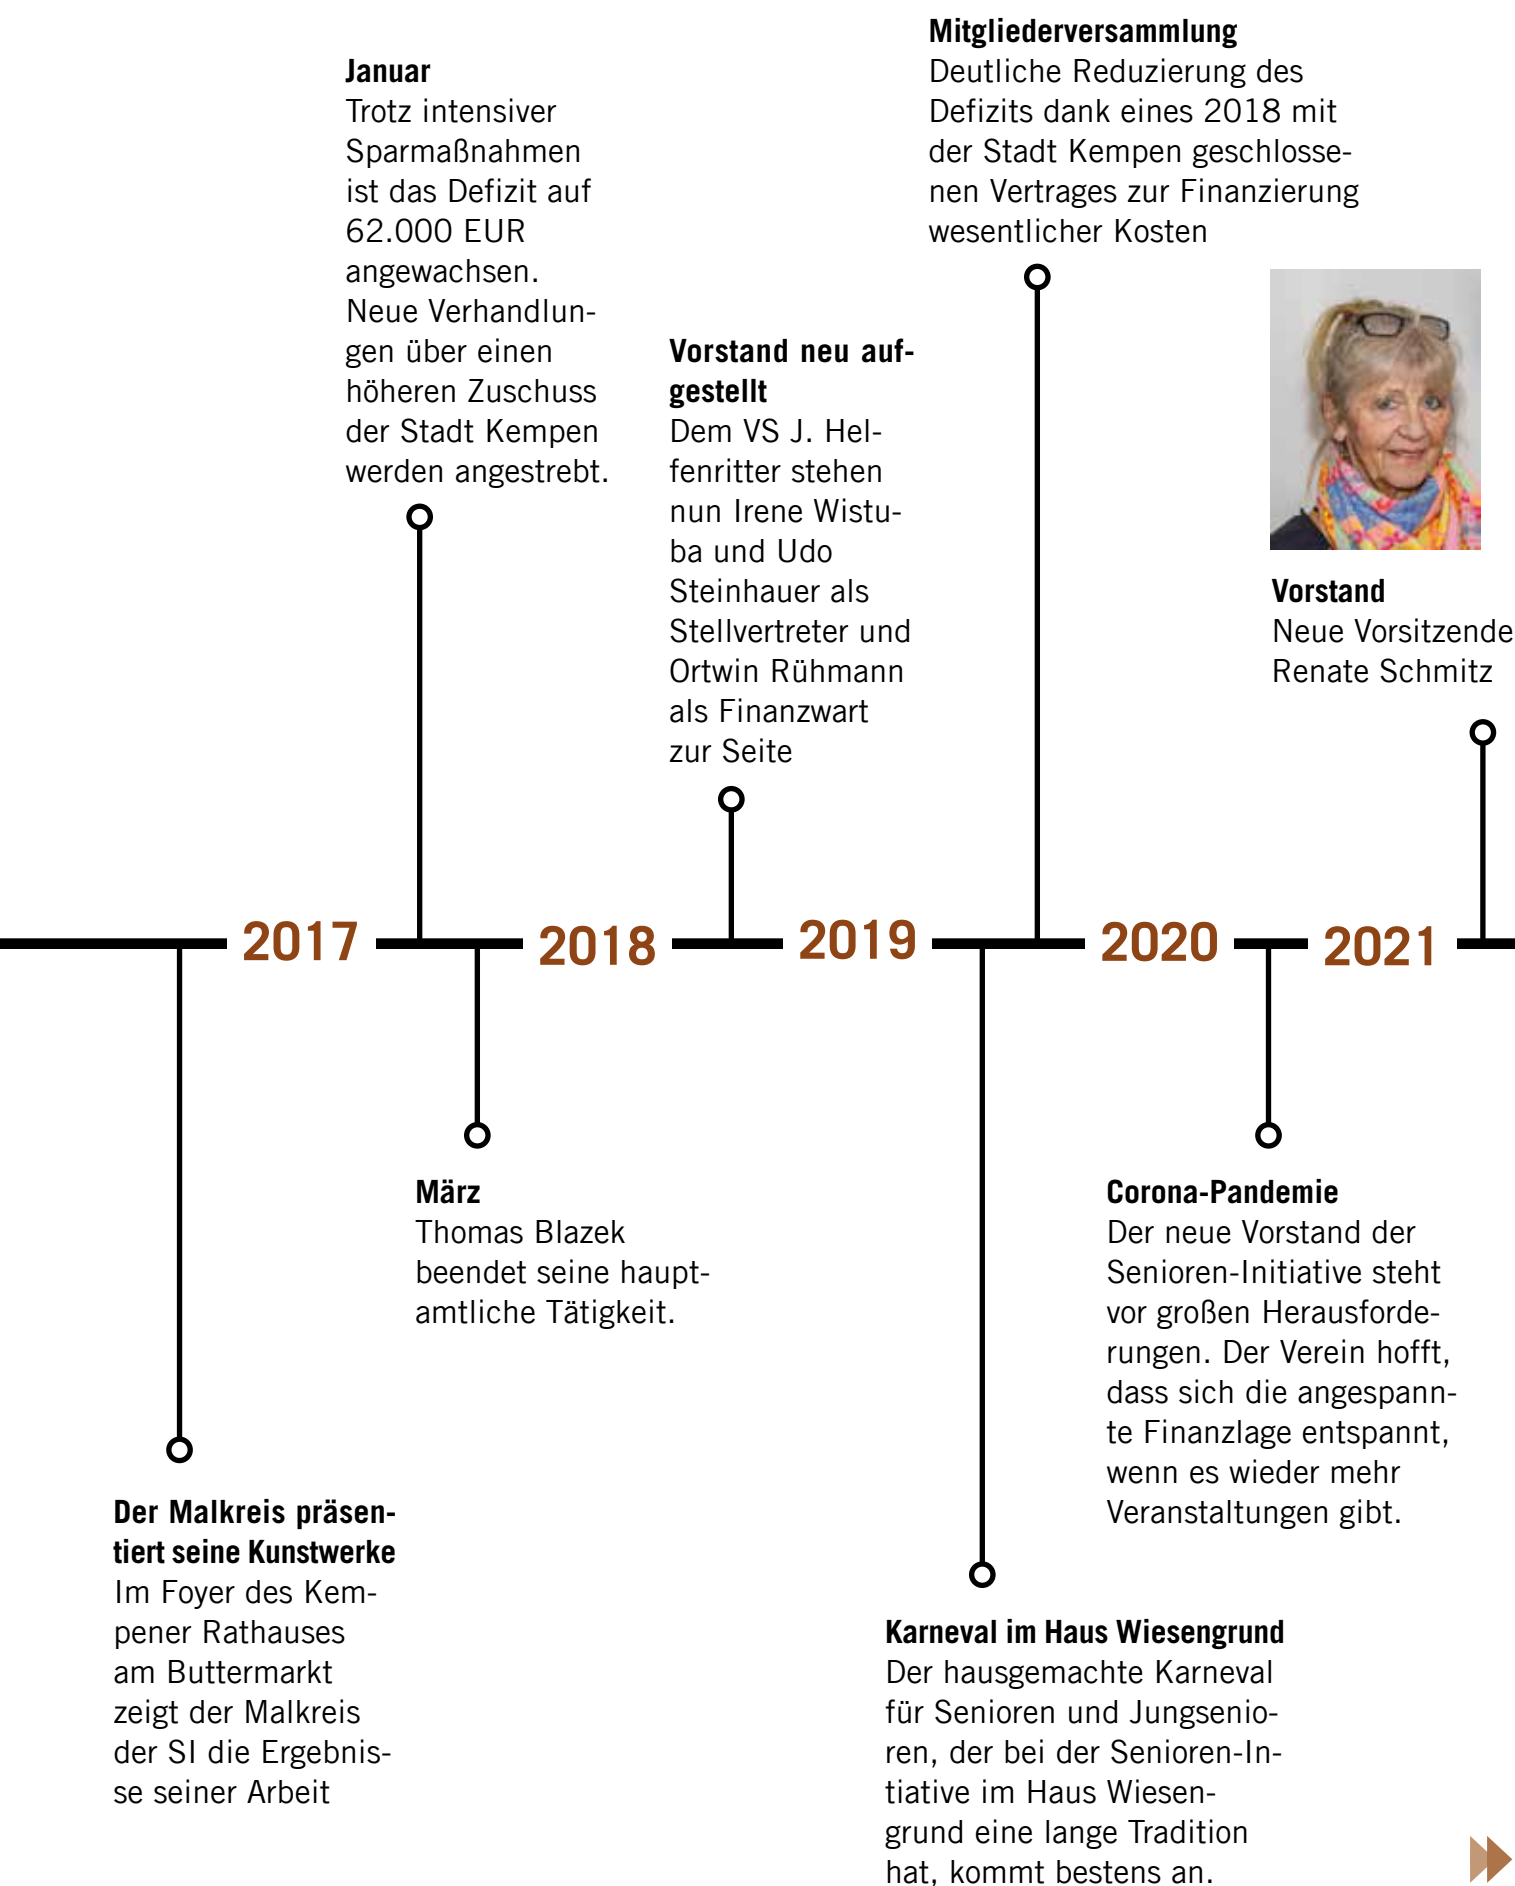 Januar
Trotz intensiver
Sparmaßnahmen
ist das Defizit auf
62.000 EUR
angewachsen.
Neue Verhandlun-
gen über einen
höheren Zuschuss
der Stadt Kempen
werden angestrebt.
Vorstand neu auf-
gestellt
Dem VS J. Hel-
fenritter stehen
nun Irene Wistu-
ba und Udo
Steinhauer als
Stellvertreter und
Ortwin Rühmann
als Finanzwart
zur Seite
Mitgliederversammlung
Deutliche Reduzierung des
Defizits dank eines 2018 mit
der Stadt Kempen geschlosse-
nen Vertrages zur Finanzierung
wesentlicher Kosten
Vorstand
Neue Vorsitzende
Renate Schmitz
2017
2018
2019
2020
2021
Der Malkreis präsen-
tiert seine Kunstwerke
Im Foyer des Kem-
pener Rathauses
am Buttermarkt
zeigt der Malkreis
der SI die Ergebnis-
se seiner Arbeit
März
Thomas Blazek
beendet seine haupt-
amtliche Tätigkeit.
Karneval im Haus Wiesengrund
Der hausgemachte Karneval
für Senioren und Jungsenio-
ren, der bei der Senioren-In-
itiative im Haus Wiesen-
grund eine lange Tradition
hat, kommt bestens an.
Corona-Pandemie
Der neue Vorstand der
Senioren-Initiative steht
vor großen Herausforde-
rungen. Der Verein hofft,
dass sich die angespann-
te Finanzlage entspannt,
wenn es wieder mehr
Veranstaltungen gibt.